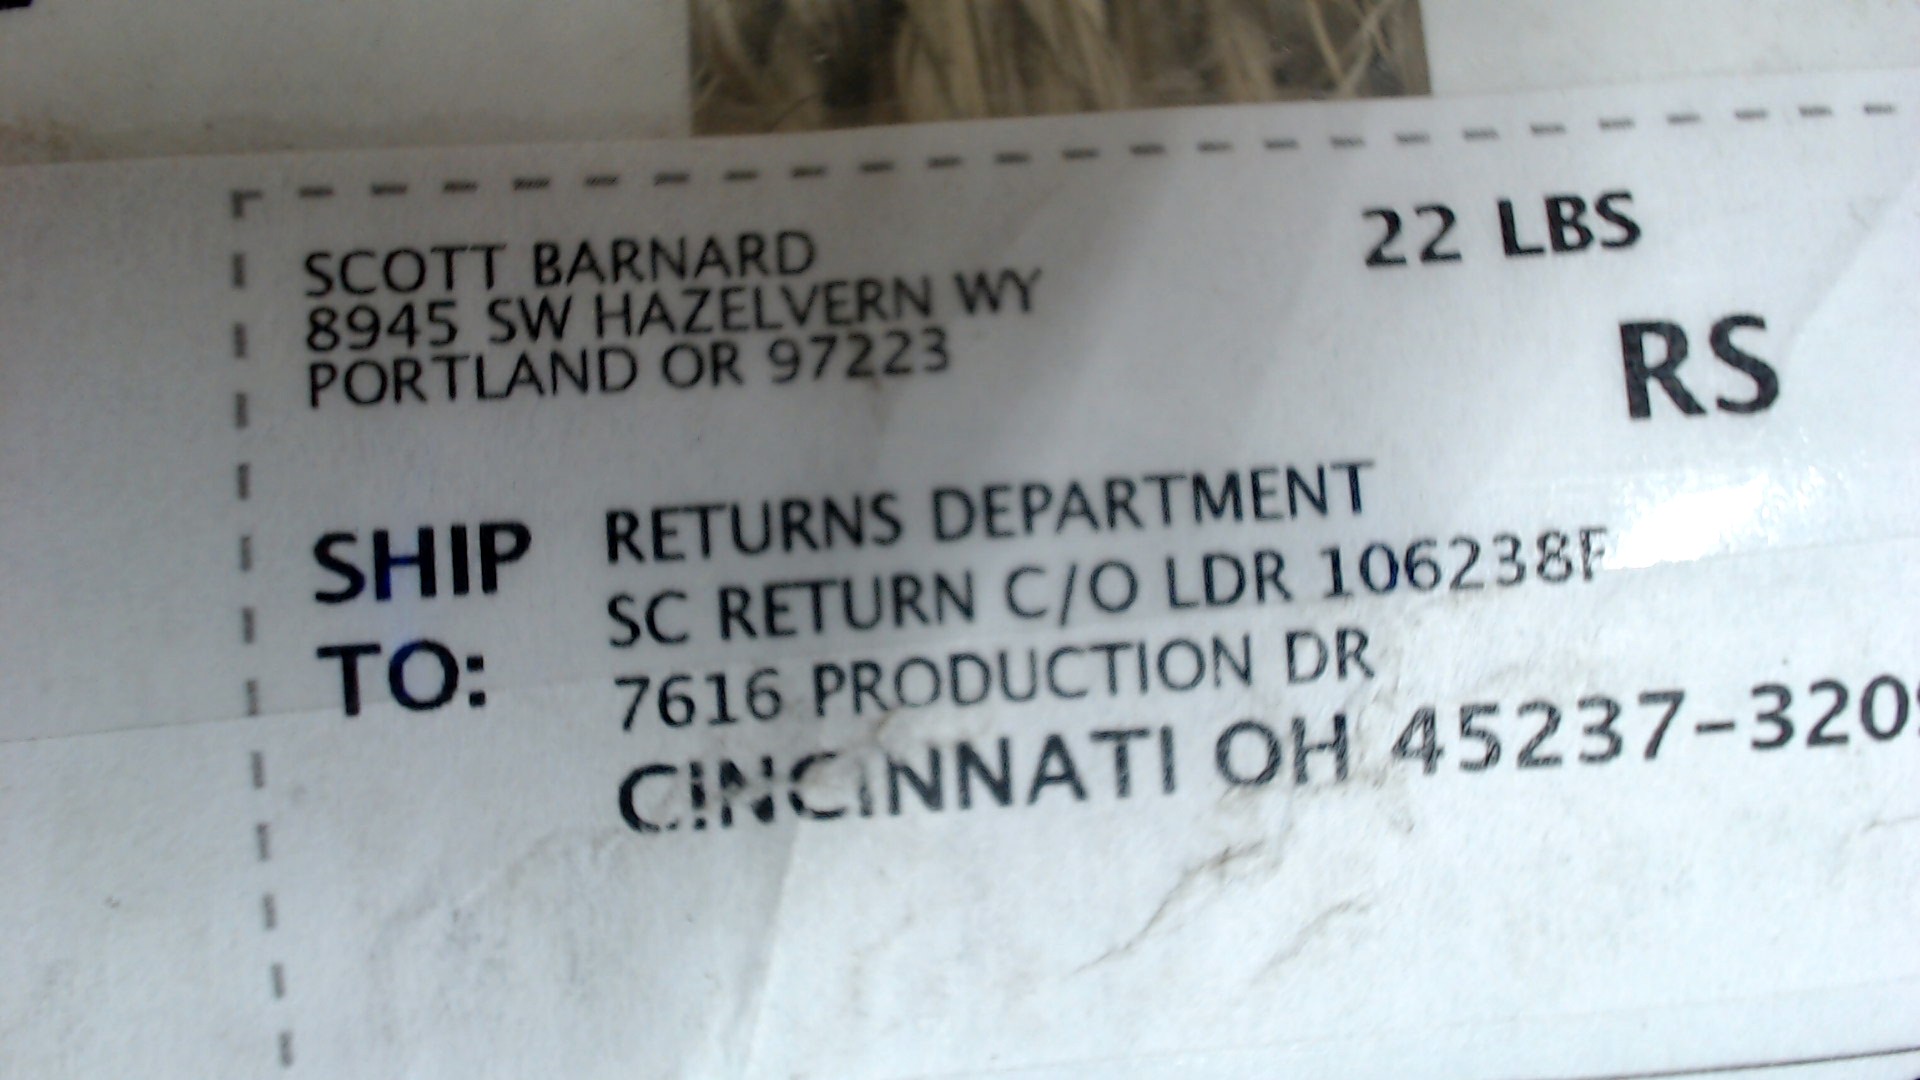 SCOTT BARNARD
8945 SW HAZELVERN WY
PORTLAND OR 97223
22 LBS
RS
SHIP TO:
RETURNS DEPARTMENT
SC RETURN C/O LDR 106238F
7616 PRODUCTION DR
CINCINNATI OH 45237-320